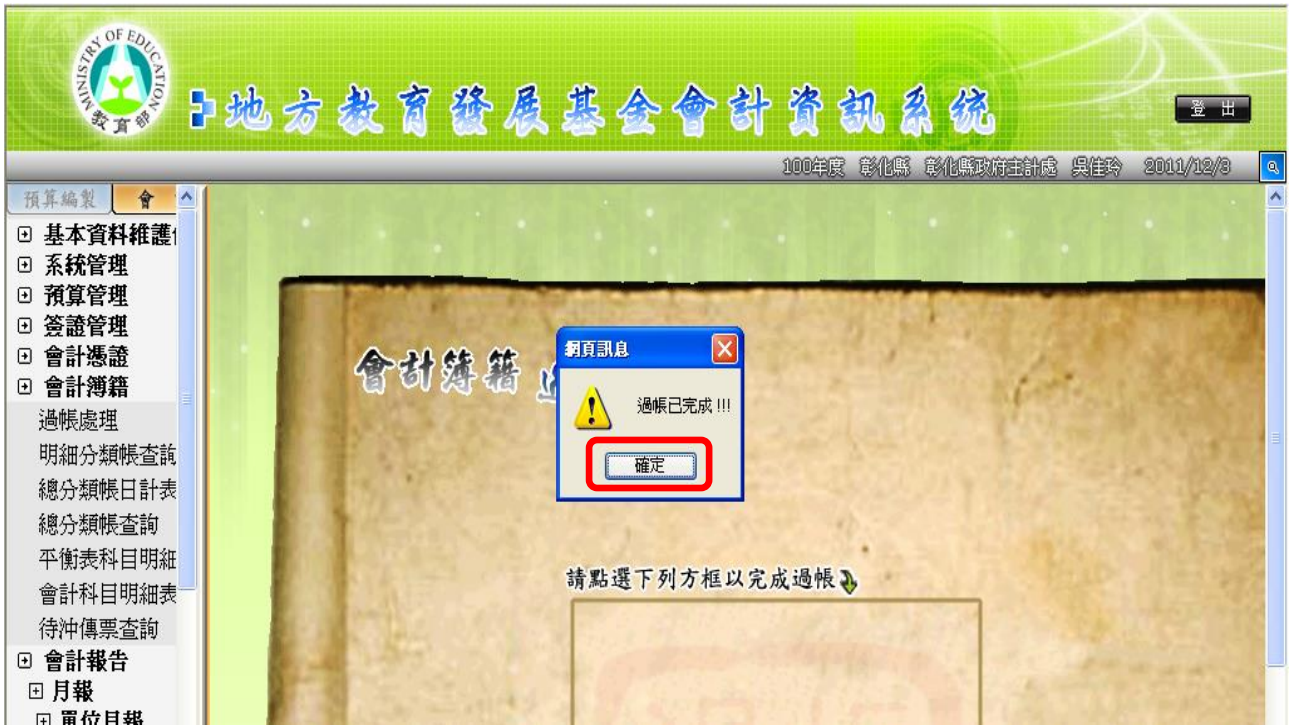 MINISTRY OF EDUCATION
教育部
地方教育發展基金會計資訊系統
登 出
100年度 彰化縣 彰化縣政府主計處 吳佳玲 2011/12/3
預算編製 會
基本資料維護
系統管理
預算管理
簽證管理
會計憑證
會計簿籍
過帳處理
明細分類帳查詢
總分類帳日計表
總分類帳查詢
平衡表科目明細
會計科目明細表
待沖傳票查詢
會計報告
月報
單位月報
會計簿籍
網頁訊息
過帳已完成 !!!
確定
請點選下列方框以完成過帳